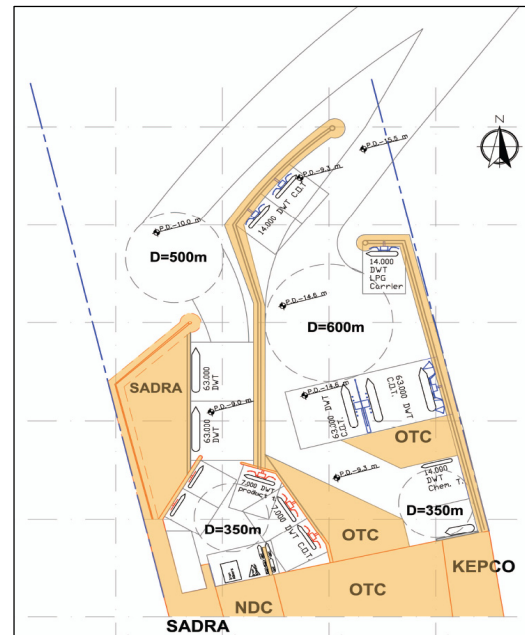 N
P.D.-15.5 m
P.D.-9.3 m
14.000 DWT C.O.T.
P.D.-10.0 m
D=500m
14.000
DWT
LPG
Carrier
P.D.-14.6 m
D=600m
SADRA
63.000
DWT
P.D.-9.0 m
63.000
DWT
P.D.-14.6 m
63.000 DWT
C.O.T.
63.000 DWT
C.O.T.
OTC
7.000 DWT
product
7.000 DWT C.O.T.
P.D.-9.3 m
14.000
DWT
Chem. T.
D=350m
D=350m
OTC
KEPCO
NDC
OTC
SADRA